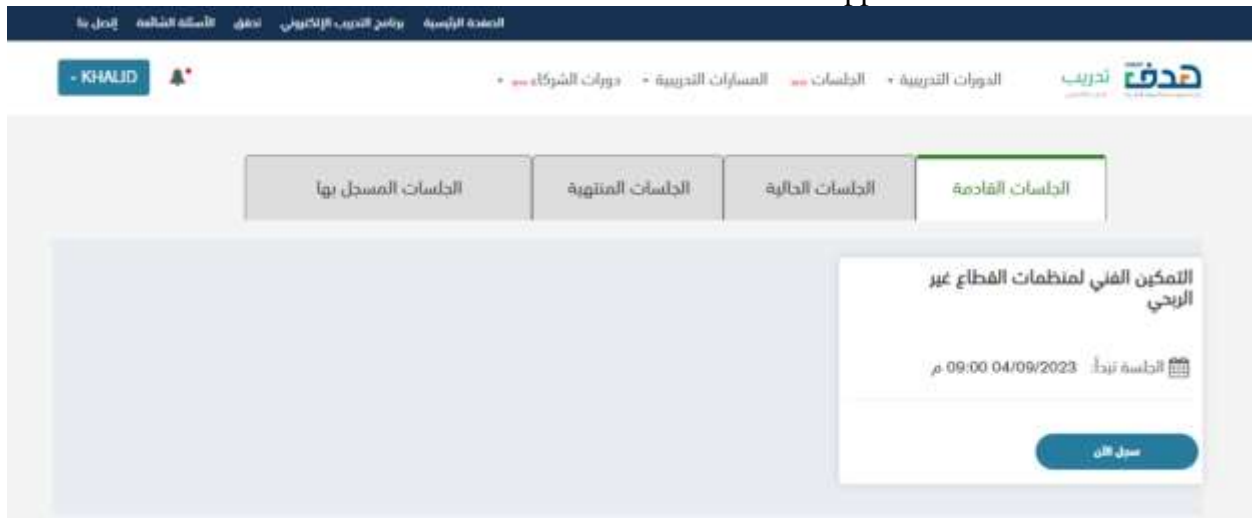 الصفحة الرئيسية برنامج التدريب الإلكتروني تحقق الأسئلة الشائعة إتصل بنا
هدف تدريب الدورات التدريبية الجلسات المسارات التدريبية دورات الشركاء KHALID
الجلسات القادمة الجلسات الحالية الجلسات المنتهية الجلسات المسجل بها
التمكين الفني لمنظمات القطاع غير
الربحي
الجلسة تبدأ: 04/09/2023 09:00 م
سجل الآن